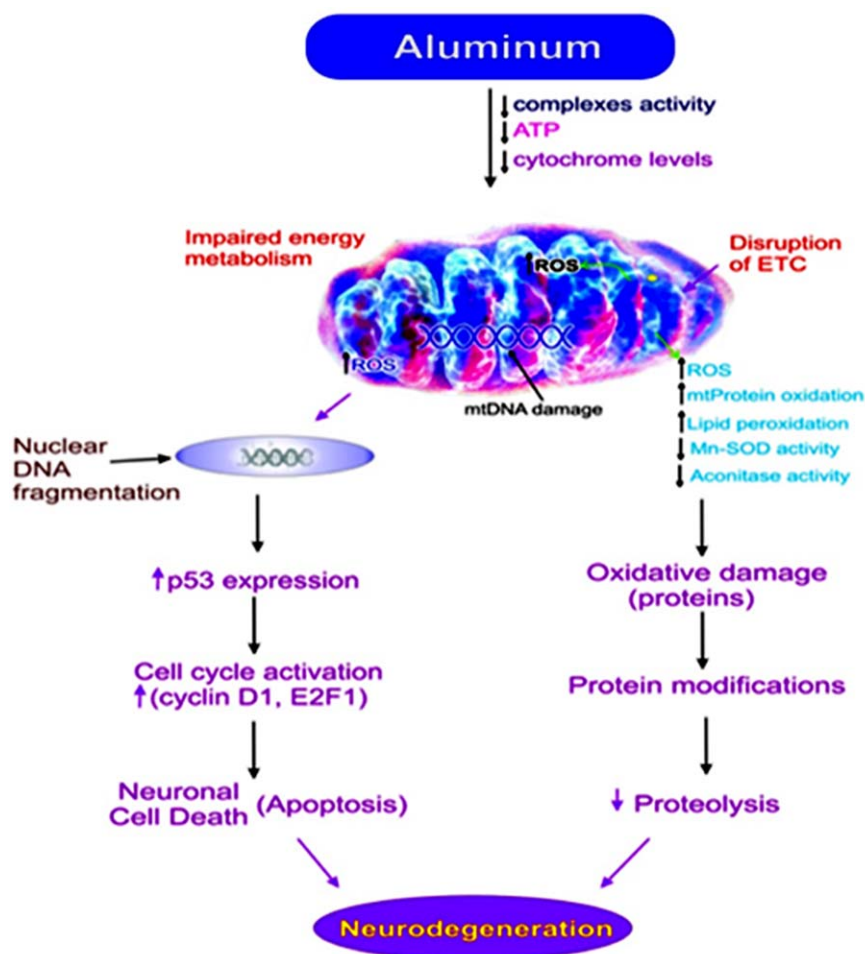 Aluminum
↓complexes activity
↓ATP
↓cytochrome levels
Impaired energy
metabolism
Disruption
of ETC
↑ROS
↑ROS
mtDNA damage
↑ROS
↑mtProtein oxidation
↑Lipid peroxidation
↓Mn-SOD activity
↓Aconitase activity
Nuclear
DNA
fragmentation
↑p53 expression
Cell cycle activation
↑(cyclin D1, E2F1)
Neuronal
Cell Death (Apoptosis)
Oxidative damage
(proteins)
Protein modifications
↓ Proteolysis
Neurodegeneration